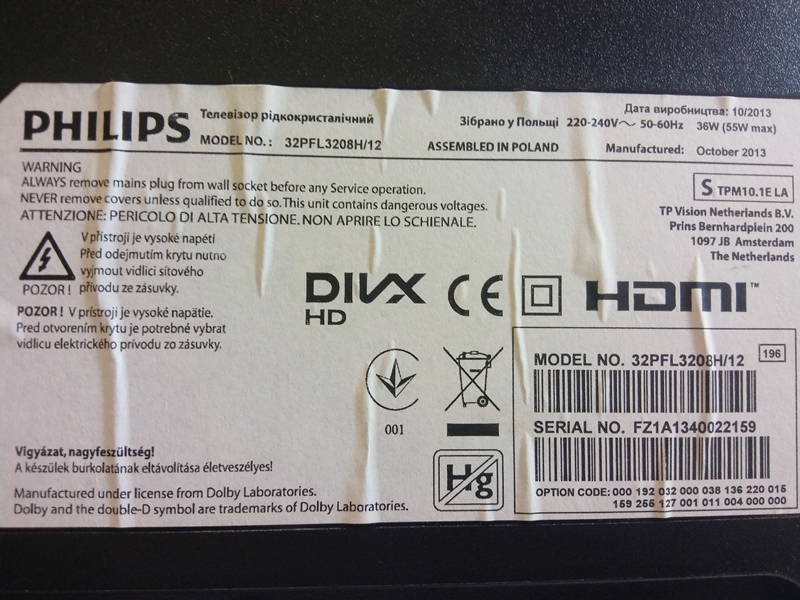 PHILIPS
Телевізор рідкокристалічний
MODEL NO.: 32PFL3208H/12
Зібрано у Польщі 220-240V~ 50-60Hz
ASSEMBLED IN POLAND
Дата виробництва: 10/2013
36W (55W max)
Manufactured: October 2013
WARNING
ALWAYS remove mains plug from wall socket before any Service operation.
NEVER remove covers unless qualified to do so. This unit contains dangerous voltages.
ATTENZIONE: PERICOLO DI ALTA TENSIONE. NON APRIRE LO SCHIENALE.
S TPM10.1E LA
TP Vision Netherlands B.V.
Prins Bernhardplein 200
1097 JB Amsterdam
The Netherlands
V přístroji je vysoké napětí
Před odejmutím krytu nutno
vyjmout vidlici síťového
POZOR! přívodu ze zásuvky.
POZOR! V prístroji je vysoké napätie.
Pred otvorením krytu je potrebné vybrat
vidlicu elektrického prívodu zo zásuvky.
DIVX
HD
CE
HDMI™
001
Hg
MODEL NO. 32PFL3208H/12
196
SERIAL NO. FZ1A1340022159
OPTION CODE: 000 192 032 000 038 136 220 015
159 255 127 001 011 004 000 000
Vigyázat, nagyfeszültség!
A készülek burkolatának eltávolítása életveszélyes!
Manufactured under license from Dolby Laboratories.
Dolby and the double-D symbol are trademarks of Dolby Laboratories.